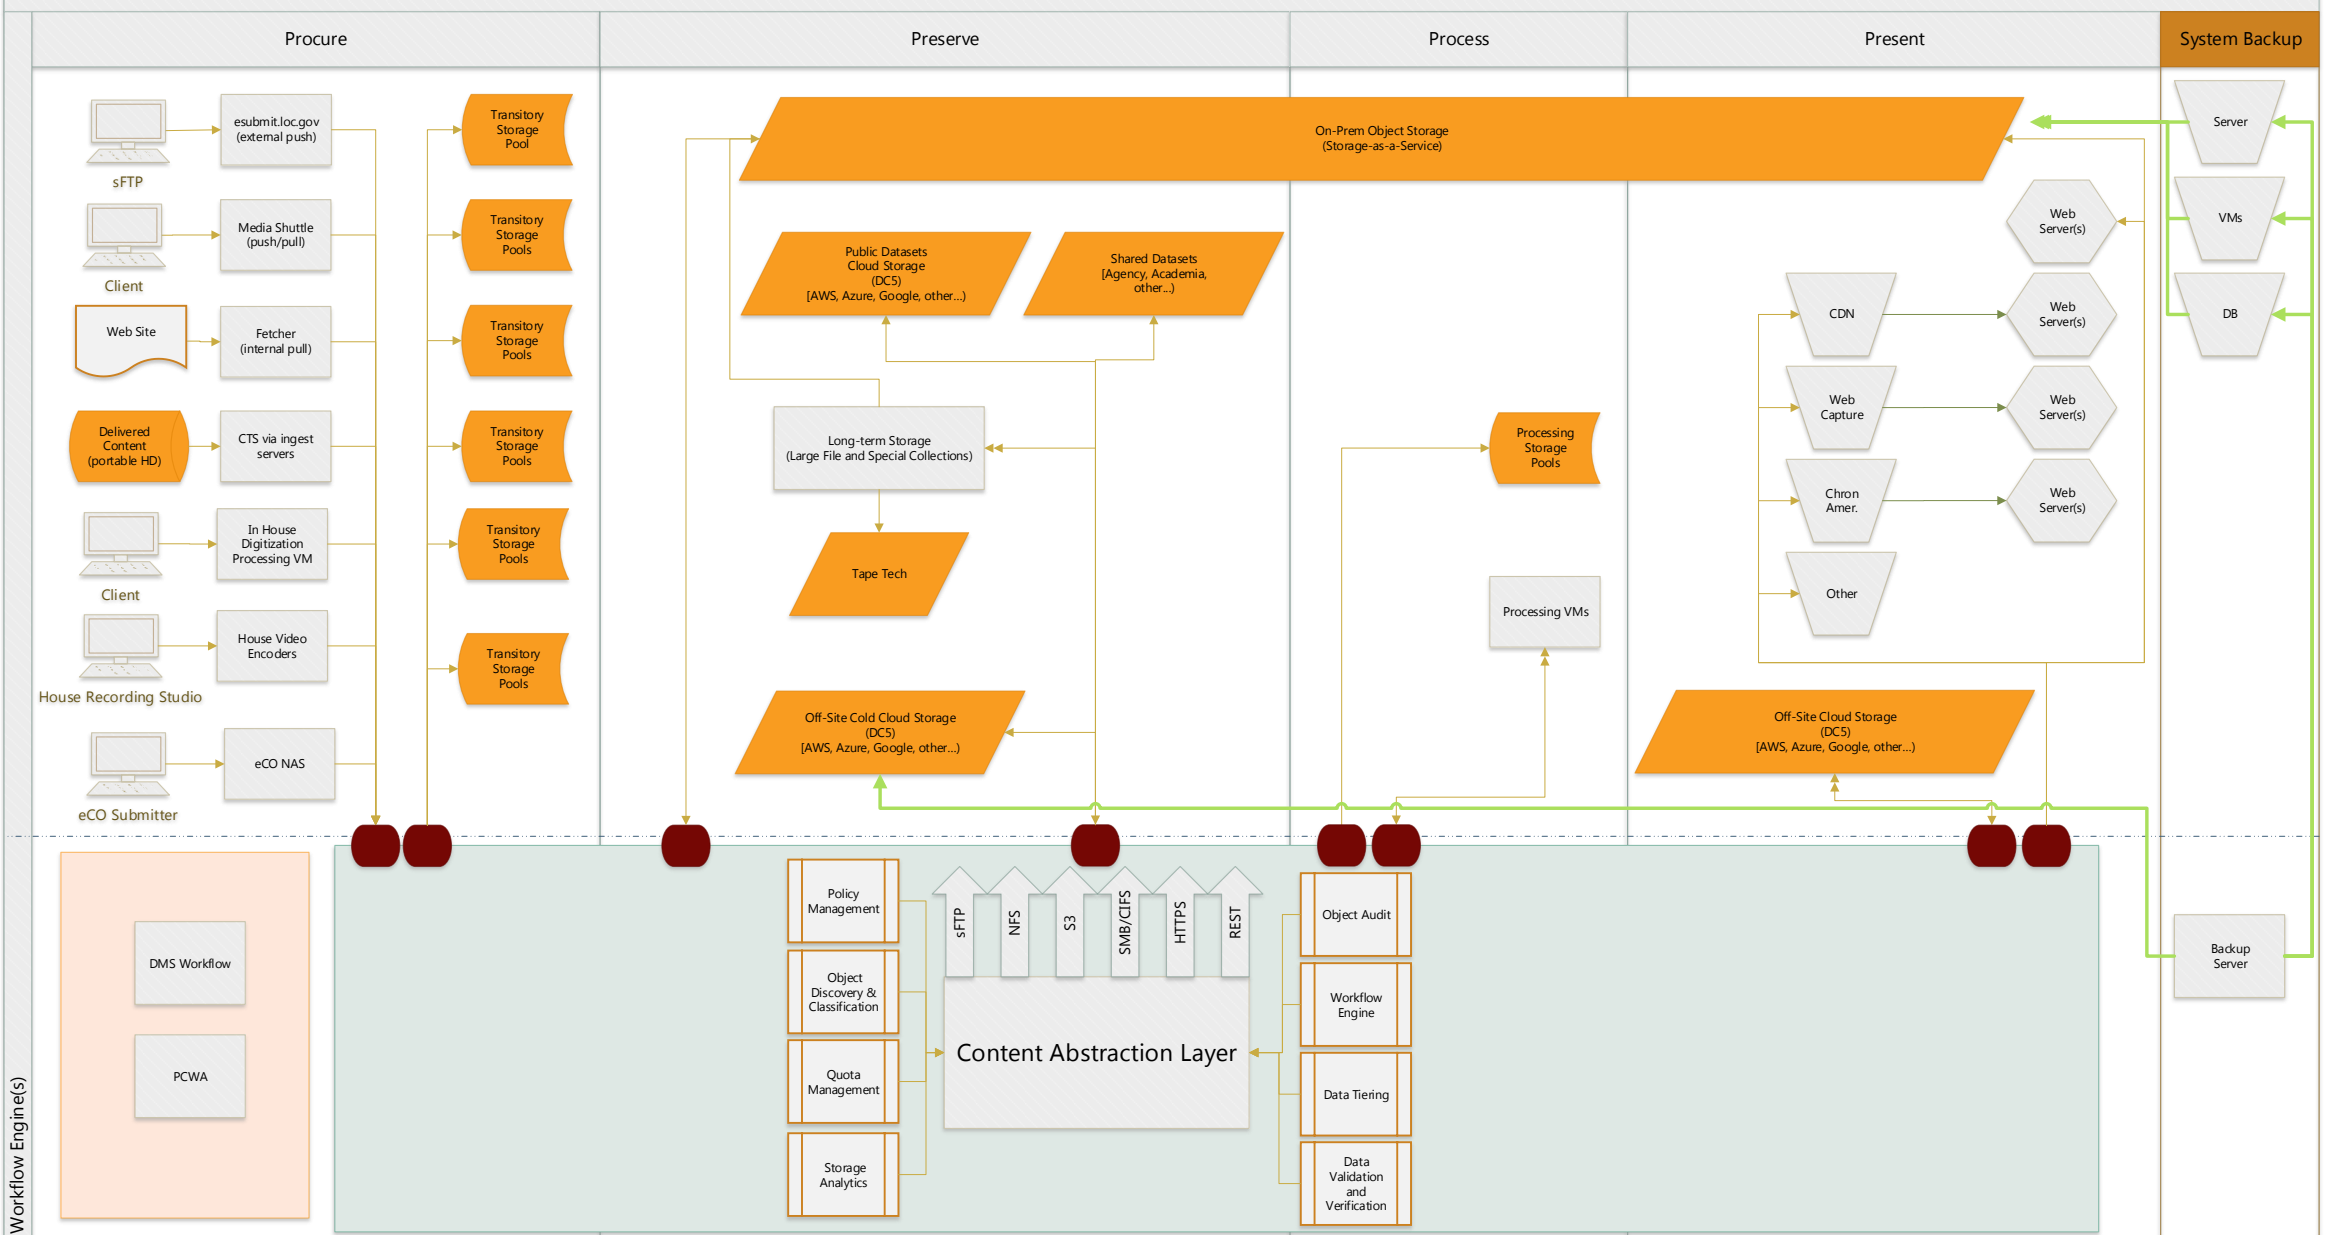 Procure
Preserve
Process
Present
System Backup
esubmit.loc.gov
(external push)
sFTP
Media Shuttle
(push/pull)
Client
Web Site
Fetcher
(internal pull)
Delivered
Content
(portable HD)
CTS via ingest
servers
In House
Digitization
Processing VM
Client
House Video
Encoders
House Recording Studio
eCO NAS
eCO Submitter
Transitory
Storage
Pool
Transitory
Storage
Pools
Transitory
Storage
Pools
Transitory
Storage
Pools
Transitory
Storage
Pools
Transitory
Storage
Pools
On-Prem Object Storage
(Storage-as-a-Service)
Public Datasets
Cloud Storage
(DC5)
[AWS, Azure, Google, other...)
Shared Datasets
[Agency, Academia,
other...)
Long-term Storage
(Large File and Special Collections)
Tape Tech
Off-Site Cold Cloud Storage
(DC5)
[AWS, Azure, Google, other...)
Processing
Storage
Pools
Processing VMs
Web
Server(s)
CDN
Web
Server(s)
Web
Capture
Web
Server(s)
Chron
Amer.
Web
Server(s)
Other
Off-Site Cloud Storage
(DC5)
[AWS, Azure, Google, other...)
Server
VMs
DB
Backup
Server
Workflow Engine(s)
DMS Workflow
PCWA
Policy
Management
Object
Discovery &
Classification
Quota
Management
Storage
Analytics
sFTP
NFS
S3
SMB/CIFS
HTTPS
REST
Content Abstraction Layer
Object Audit
Workflow
Engine
Data Tiering
Data
Validation
and
Verification